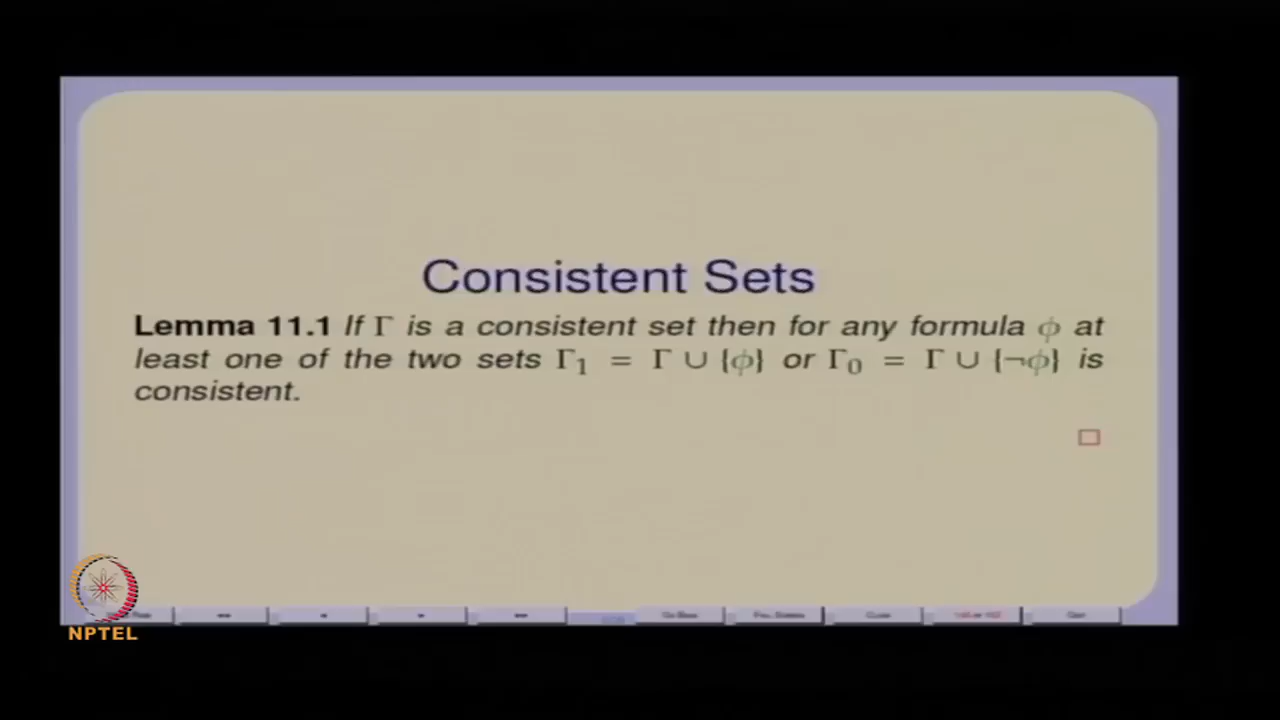 Consistent Sets
Lemma 11.1 If Γ is a consistent set then for any formula ϕ at
least one of the two sets Γ₁ = Γ ∪ {ϕ} or Γ₀ = Γ ∪ {¬ϕ} is
consistent.
NPTEL